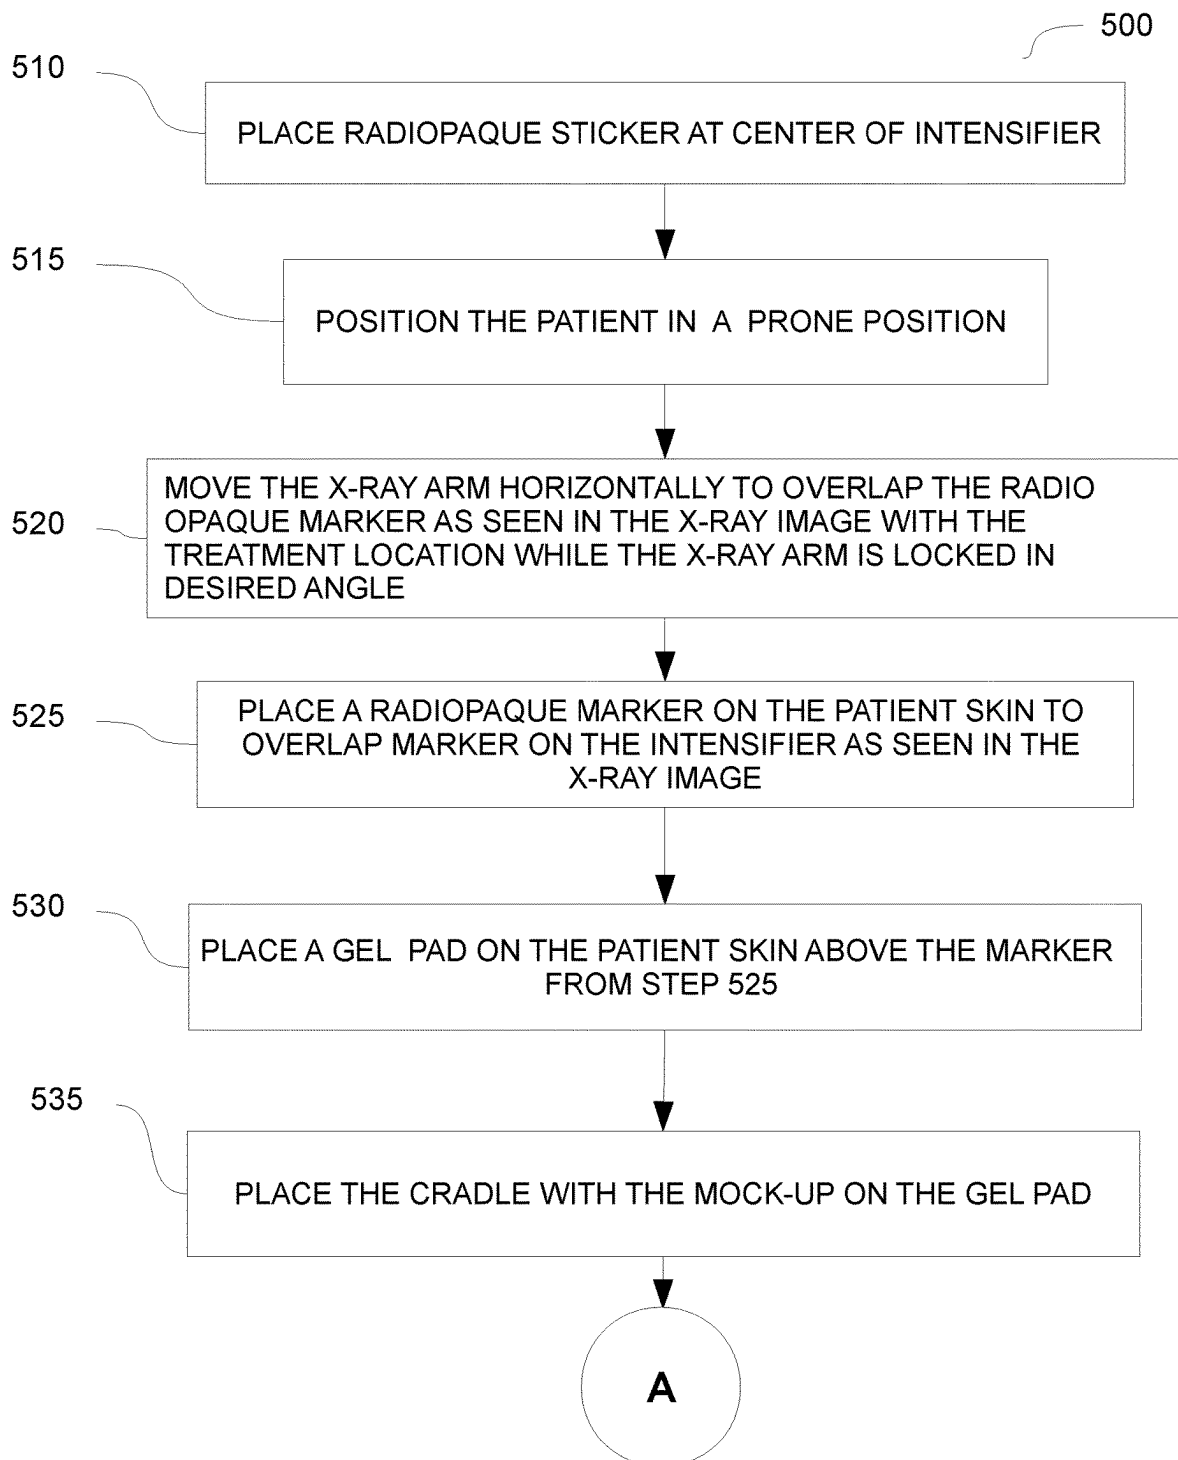 500
510
PLACE RADIOPAQUE STICKER AT CENTER OF INTENSIFIER
515
POSITION THE PATIENT IN A PRONE POSITION
520
MOVE THE X-RAY ARM HORIZONTALLY TO OVERLAP THE RADIO
OPAQUE MARKER AS SEEN IN THE X-RAY IMAGE WITH THE
TREATMENT LOCATION WHILE THE X-RAY ARM IS LOCKED IN
DESIRED ANGLE
525
PLACE A RADIOPAQUE MARKER ON THE PATIENT SKIN TO
OVERLAP MARKER ON THE INTENSIFIER AS SEEN IN THE
X-RAY IMAGE
530
PLACE A GEL PAD ON THE PATIENT SKIN ABOVE THE MARKER
FROM STEP 525
535
PLACE THE CRADLE WITH THE MOCK-UP ON THE GEL PAD
A